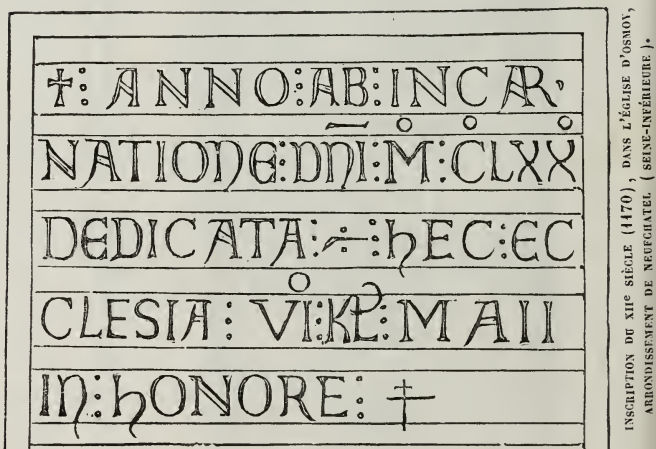 ✝⁝ ANNO⁝AB⁝INCAR
NATIONE⁝DNI⁝M⁝CLXX
DEDICATA⁝÷⁝hEC⁝EC
CLESIA⁝ VI⁝KL⁝MAII
IN⁝hONORE⁝ ‡
INSCRIPTION DU XIIe SIÈCLE (1170), DANS L'ÉGLISE D'OSMOY,
ARRONDISSEMENT DE NEUFCHATEL (SEINE-INFÉRIEURE).